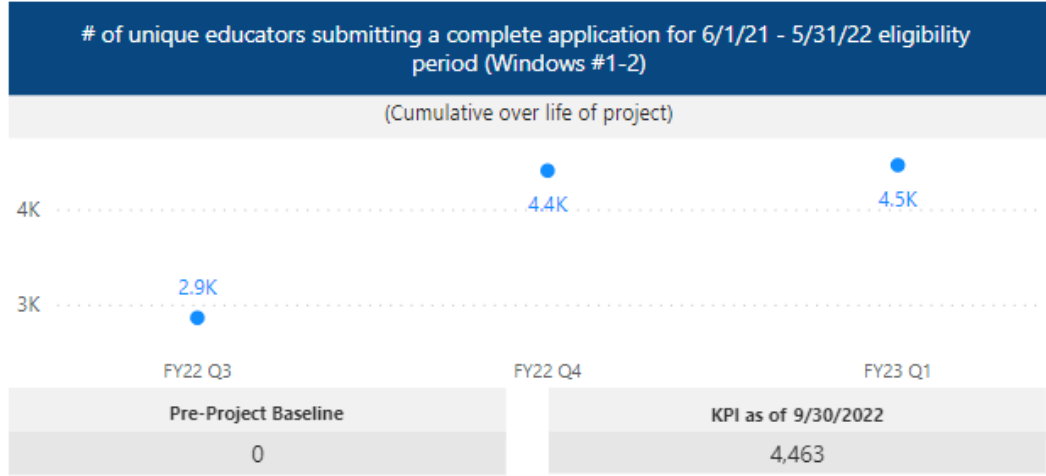 # of unique educators submitting a complete application for 6/1/21 - 5/31/22 eligibility
period (Windows #1-2)
(Cumulative over life of project)
4K
4.4K
4.5K
2.9K
3K
FY22 Q3
FY22 Q4
FY23 Q1
Pre-Project Baseline
KPI as of 9/30/2022
0
4,463